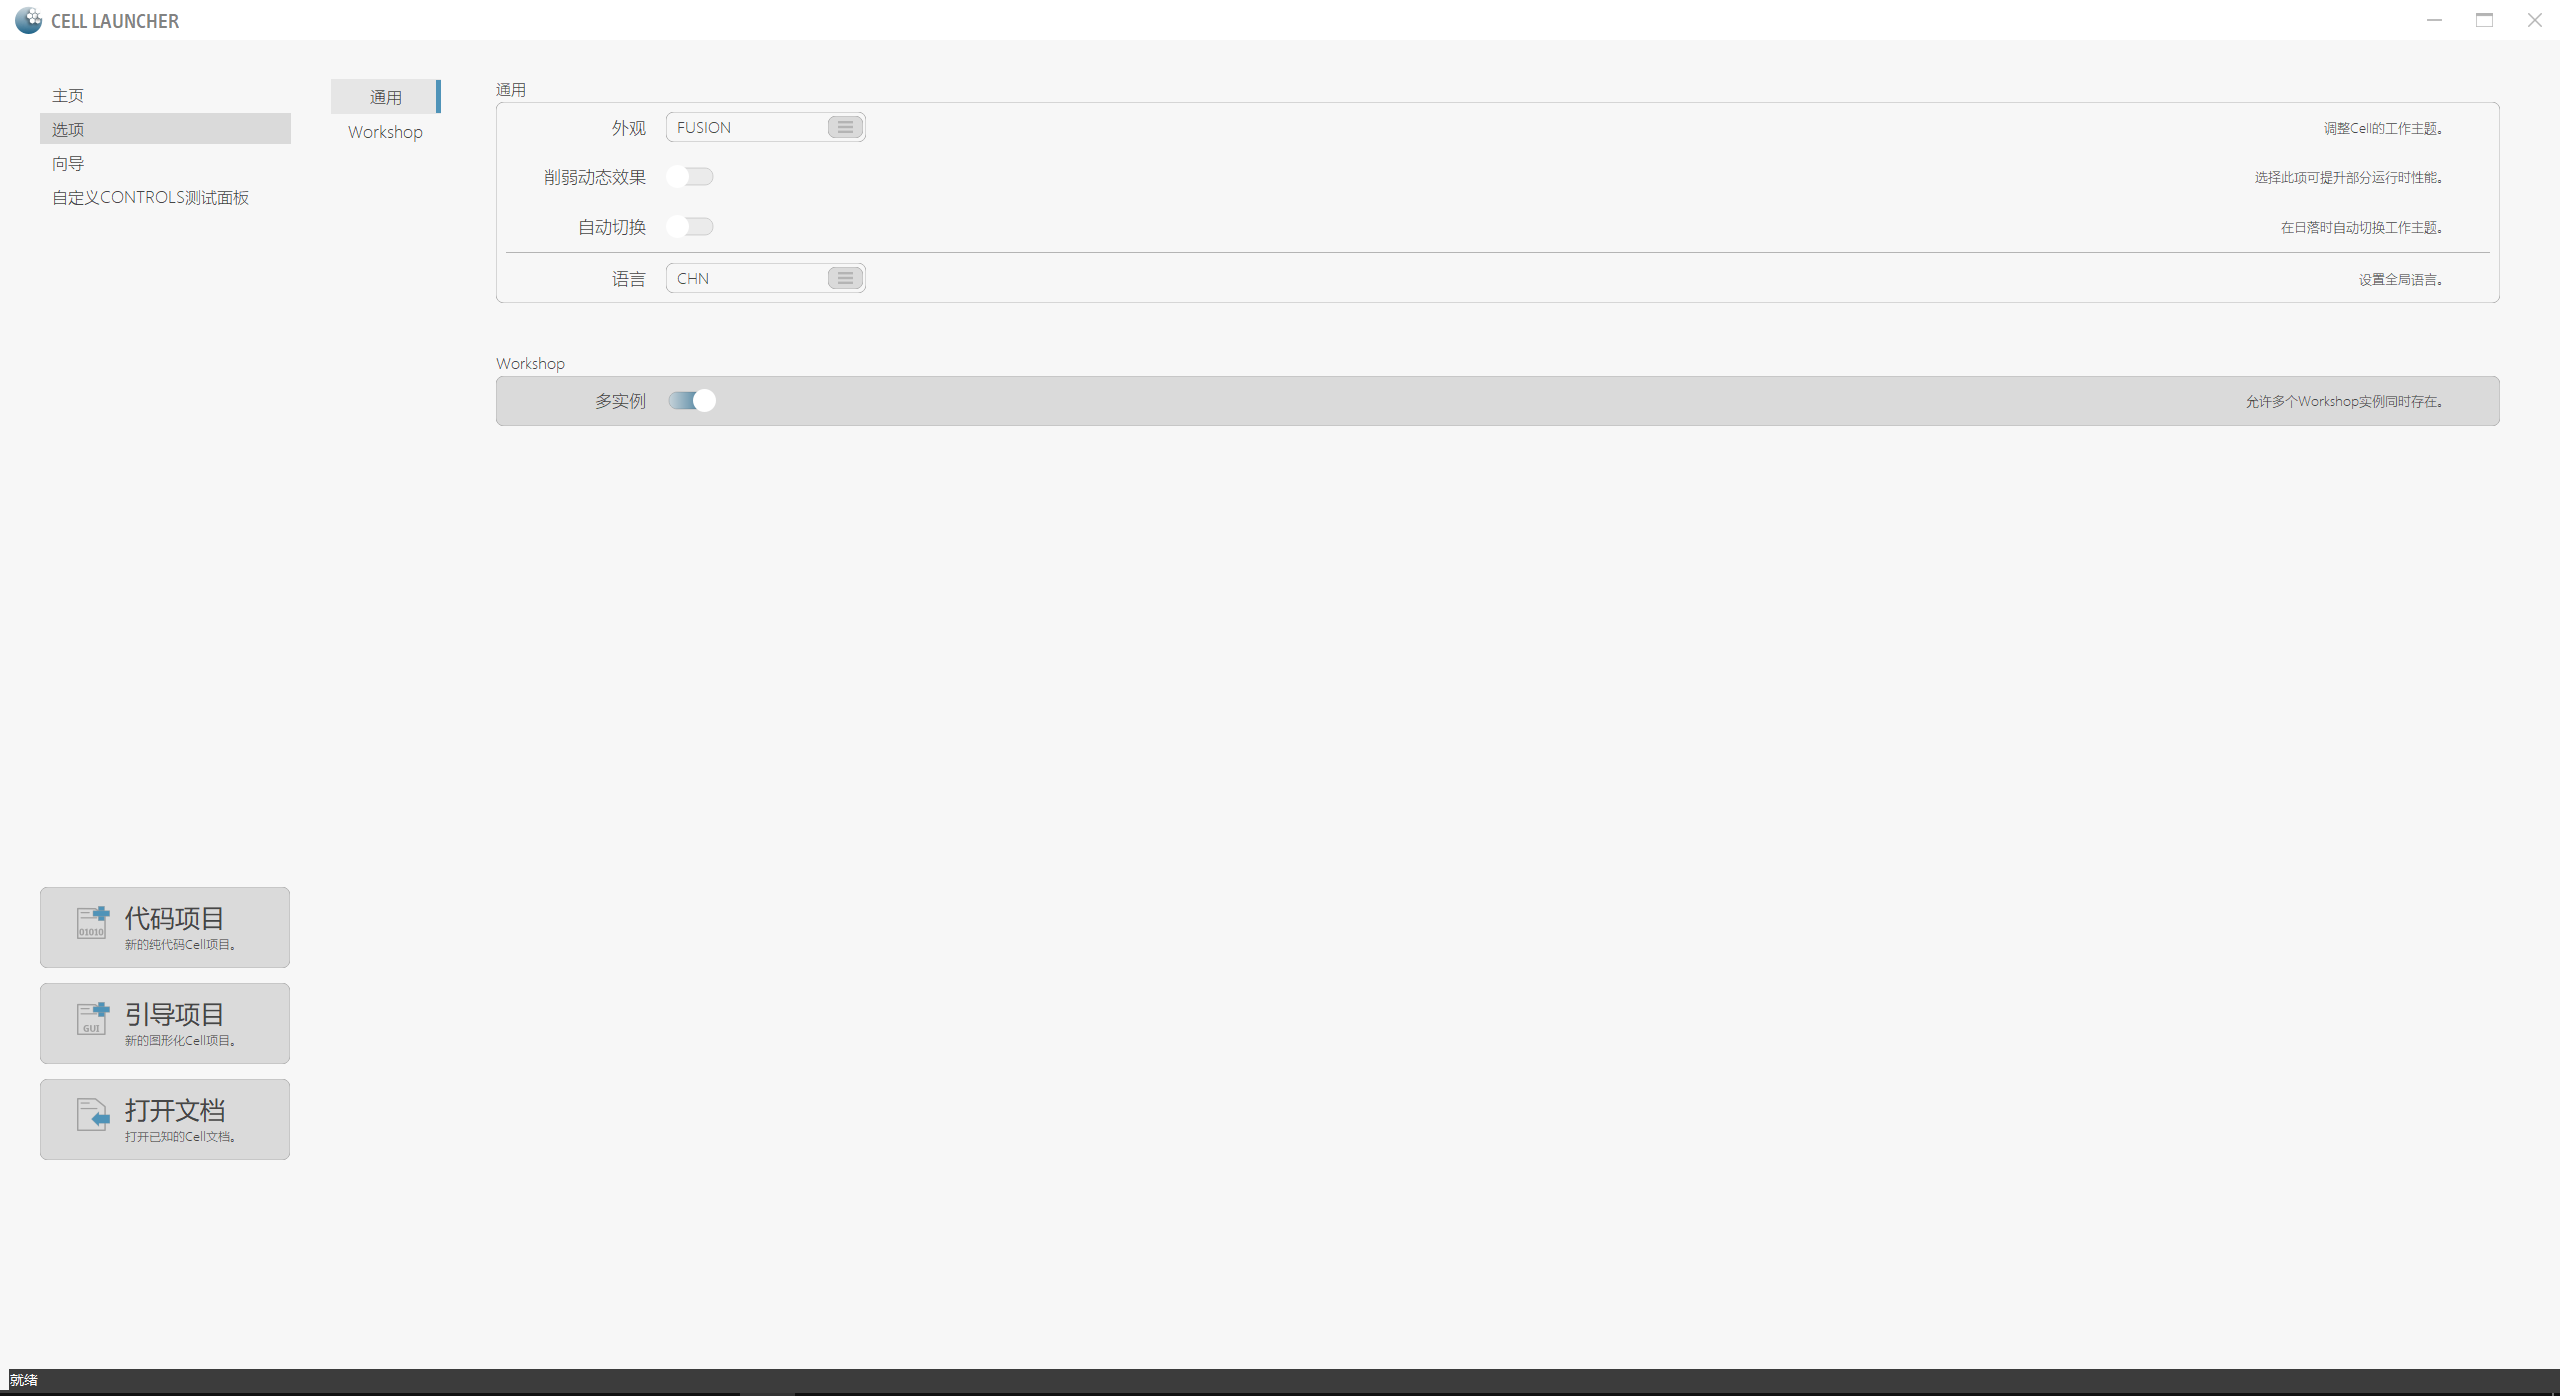 CELL LAUNCHER
主页
选项
向导
自定义CONTROLS测试面板
通用
Workshop
通用
外观 FUSION 调整Cell的工作主题。
削弱动态效果 选择此项可提升部分运行时性能。
自动切换 在日落时自动切换工作主题。
语言 CHN 设置全局语言。
Workshop
多实例 允许多个Workshop实例同时存在。
01010
代码项目
新的纯代码Cell项目。
GUI
引导项目
新的图形化Cell项目。
打开文档
打开已知的Cell文档。
就绪